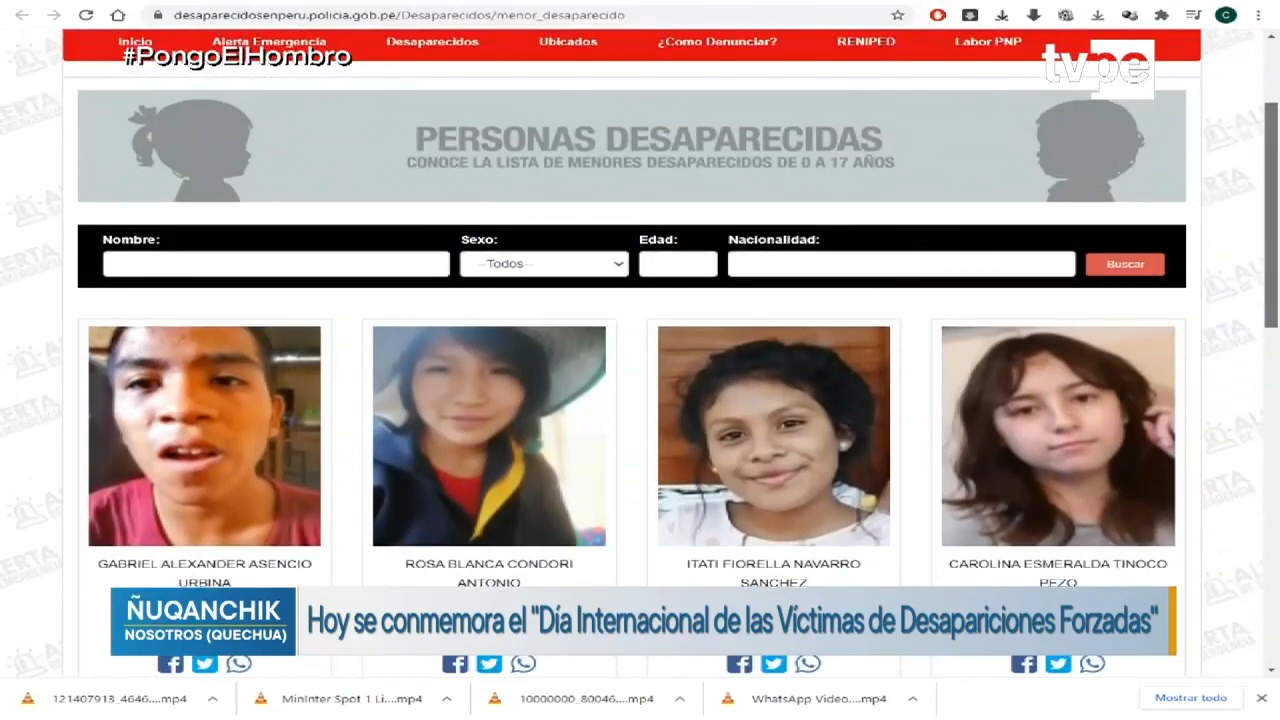 desaparecidosenperu.policia.gob.pe/Desaparecidos/menor_desaparecido
Inicio Alerta Emergencia Desaparecidos Ubicados ¿Como Denunciar? RENIPED Labor PNP
#PongoElHombro
tvpe
PERSONAS DESAPARECIDAS
CONOCE LA LISTA DE MENORES DESAPARECIDOS DE 0 A 17 AÑOS
Nombre: Sexo: Edad: Nacionalidad:
--Todos-- Buscar
GABRIEL ALEXANDER ASENCIO
URBINA
ROSA BLANCA CONDORI
ANTONIO
ITATI FIORELLA NAVARRO
SANCHEZ
CAROLINA ESMERALDA TINOCO
PEZO
ÑUQANCHIK
NOSOTROS (QUECHUA)
Hoy se conmemora el "Día Internacional de las Víctimas de Desapariciones Forzadas"
121407913_4646....mp4 MinInter Spot 1 Li....mp4 10000000_80046....mp4 WhatsApp Video....mp4 Mostrar todo